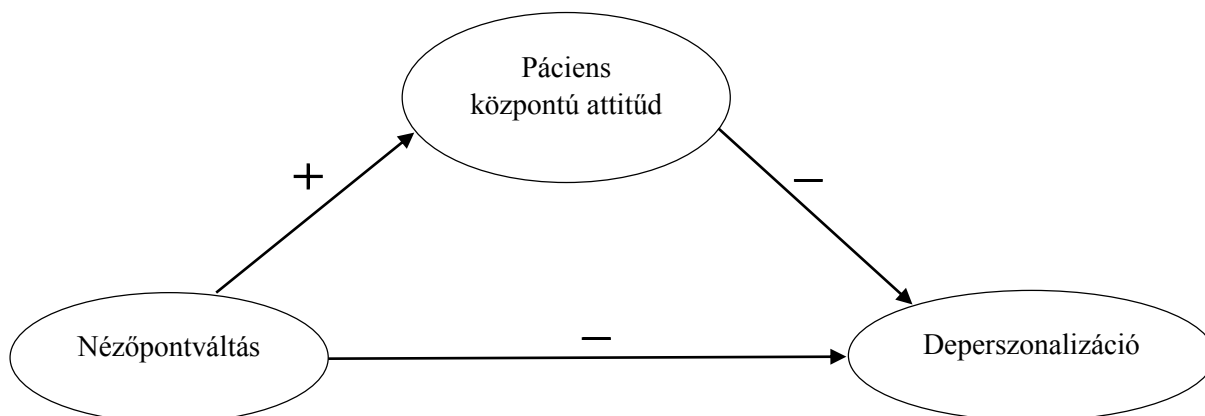 Páciens
központú attitűd
+
–
Nézőpontváltás
–
Deperszonalizáció